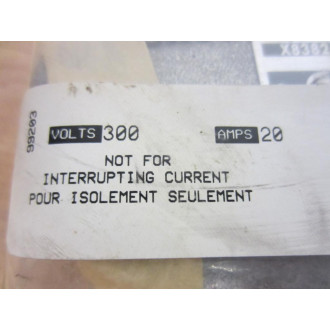 VOLTS 300 AMPS 20
NOT FOR
INTERRUPTING CURRENT
POUR ISOLEMENT SEULEMENT
99203